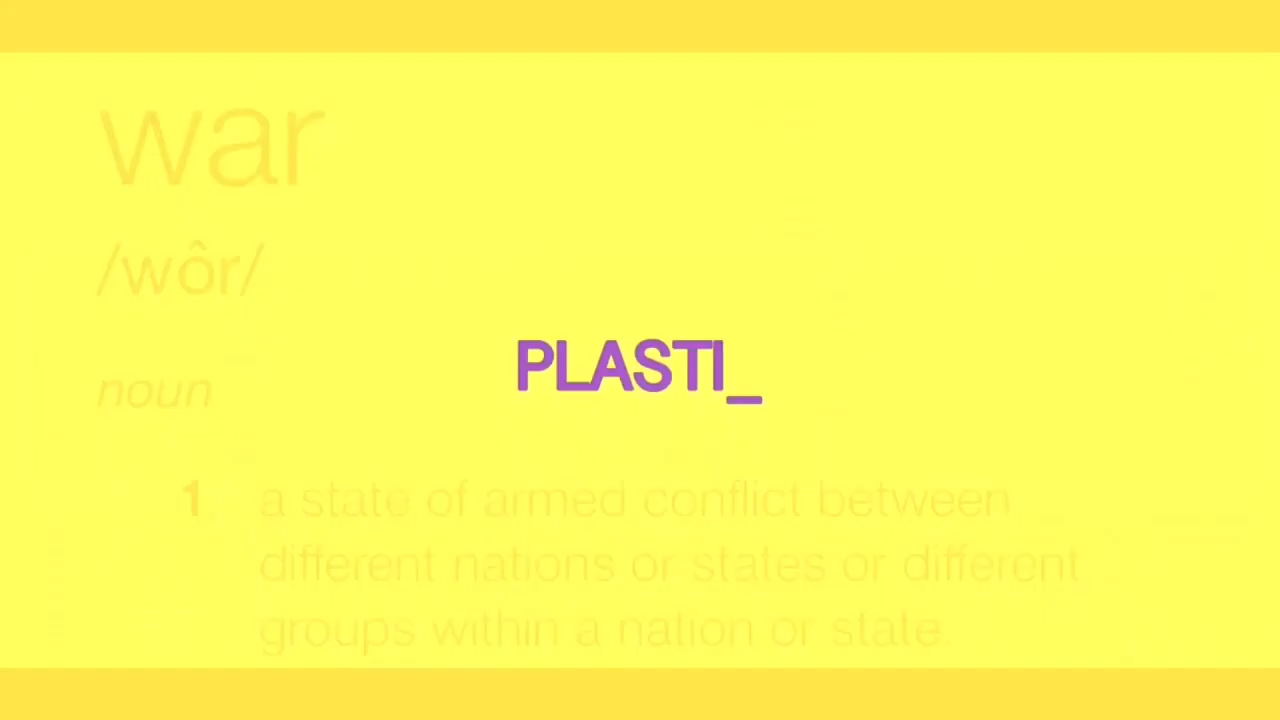 war
/wôr/
noun
PLASTI_
1 a state of armed conflict between
different nations or states or different
groups within a nation or state.